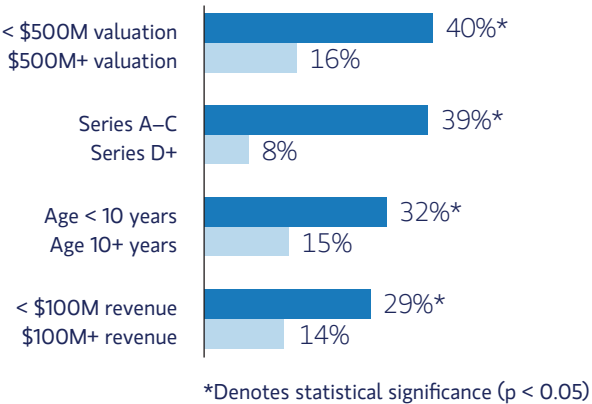 < $500M valuation 40%*
$500M+ valuation 16%
Series A–C 39%*
Series D+ 8%
Age < 10 years 32%*
Age 10+ years 15%
< $100M revenue 29%*
$100M+ revenue 14%
*Denotes statistical significance (p < 0.05)